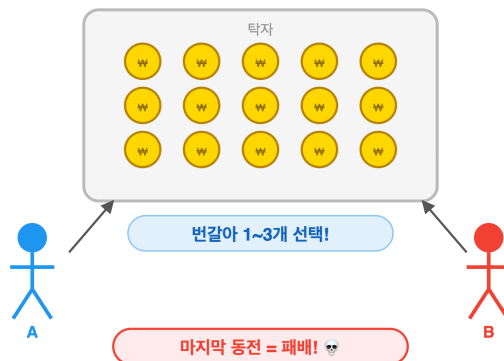 탁자
₩ ₩ ₩ ₩ ₩
₩ ₩ ₩ ₩ ₩
₩ ₩ ₩ ₩ ₩
번갈아 1~3개 선택!
A B
마지막 동전 = 패배! 💀